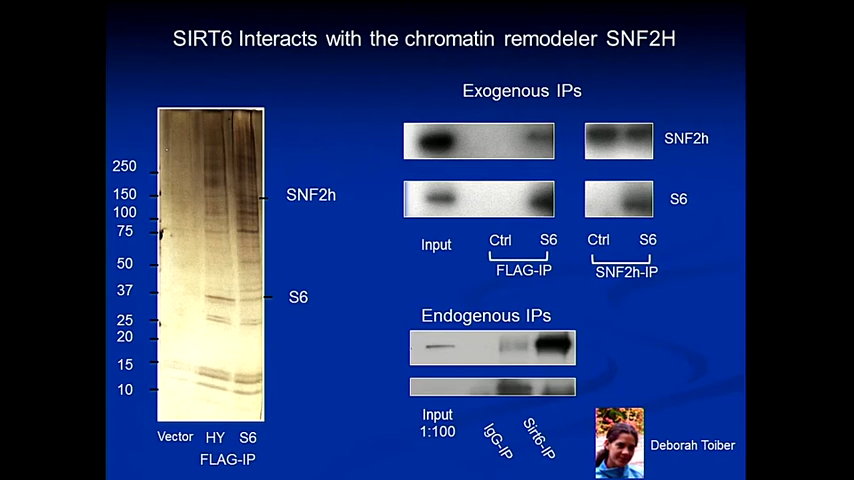 SIRT6 Interacts with the chromatin remodeler SNF2H
250
150
100
75
50
37
25
20
15
10
SNF2h
S6
Vector HY S6
FLAG-IP
Exogenous IPs
SNF2h
S6
Input Ctrl S6 Ctrl S6
FLAG-IP SNF2h-IP
Endogenous IPs
Input
1:100
IgG-IP
Sirt6-IP
Deborah Toiber